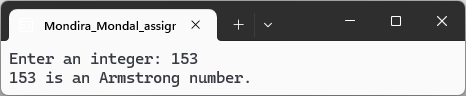 Mondira_Mondal_assigr
Enter an integer: 153
153 is an Armstrong number.